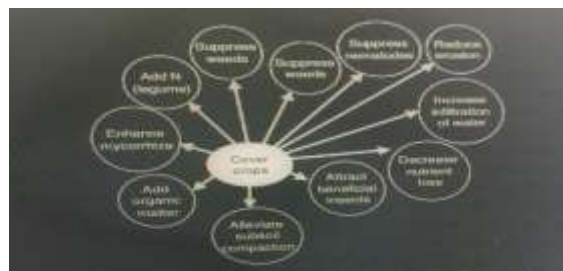 Suppress
weeds
Suppress
weeds
Suppress
nematodes
Reduce
erosion
Add N
(legume)
Increase
infiltration
of water
Enhance
mycorrhiza
Cover
crops
Decrease
nutrient
loss
Add
organic
matter
Attract
beneficial
insects
Alleviate
subsoil
compaction